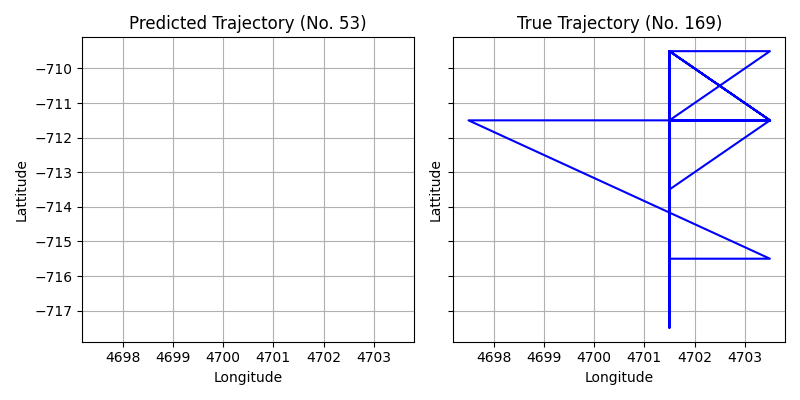 Predicted Trajectory (No. 53)
True Trajectory (No. 169)
Lattitude
−710
−711
−712
−713
−714
−715
−716
−717
4698 4699 4700 4701 4702 4703
Longitude
Lattitude
4698 4699 4700 4701 4702 4703
Longitude